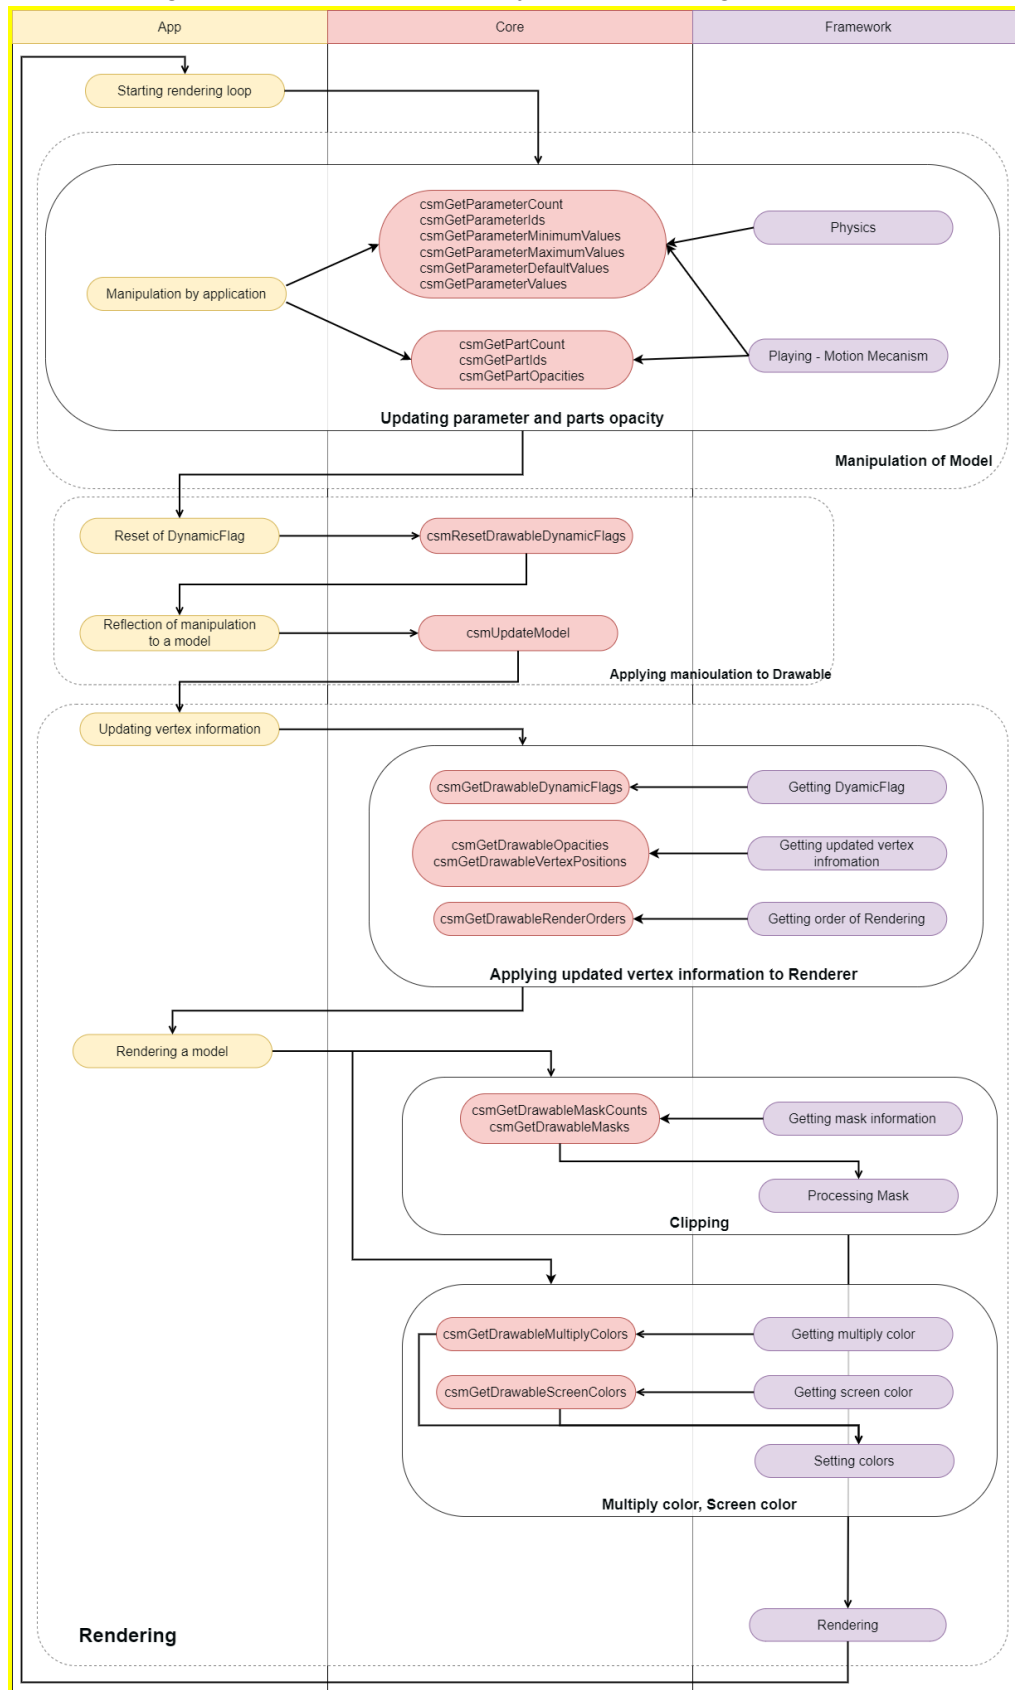 App
Core
Framework
Starting rendering loop
csmGetParameterCount
csmGetParameterIds
csmGetParameterMinimumValues
csmGetParameterMaximumValues
csmGetParameterDefaultValues
csmGetParameterValues
Physics
Manipulation by application
csmGetPartCount
csmGetPartIds
csmGetPartOpacities
Playing - Motion Mecanism
Updating parameter and parts opacity
Manipulation of Model
Reset of DynamicFlag
csmResetDrawableDynamicFlags
Reflection of manipulation
to a model
csmUpdateModel
Applying manioulation to Drawable
Updating vertex information
csmGetDrawableDynamicFlags
Getting DyamicFlag
csmGetDrawableOpacities
csmGetDrawableVertexPositions
Getting updated vertex
infromation
csmGetDrawableRenderOrders
Getting order of Rendering
Applying updated vertex information to Renderer
Rendering a model
csmGetDrawableMaskCounts
csmGetDrawableMasks
Getting mask information
Processing Mask
Clipping
csmGetDrawableMultiplyColors
Getting multiply color
csmGetDrawableScreenColors
Getting screen color
Setting colors
Multiply color, Screen color
Rendering
Rendering